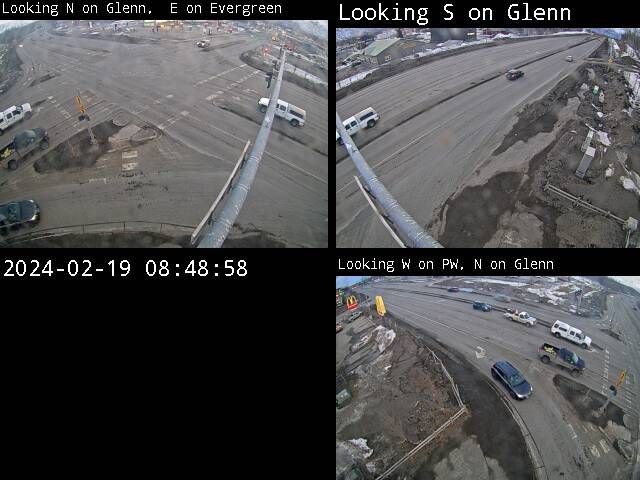 Looking N on Glenn,  E on Evergreen
Looking S on Glenn
2024-02-19 08:48:58
Looking W on PW, N on Glenn